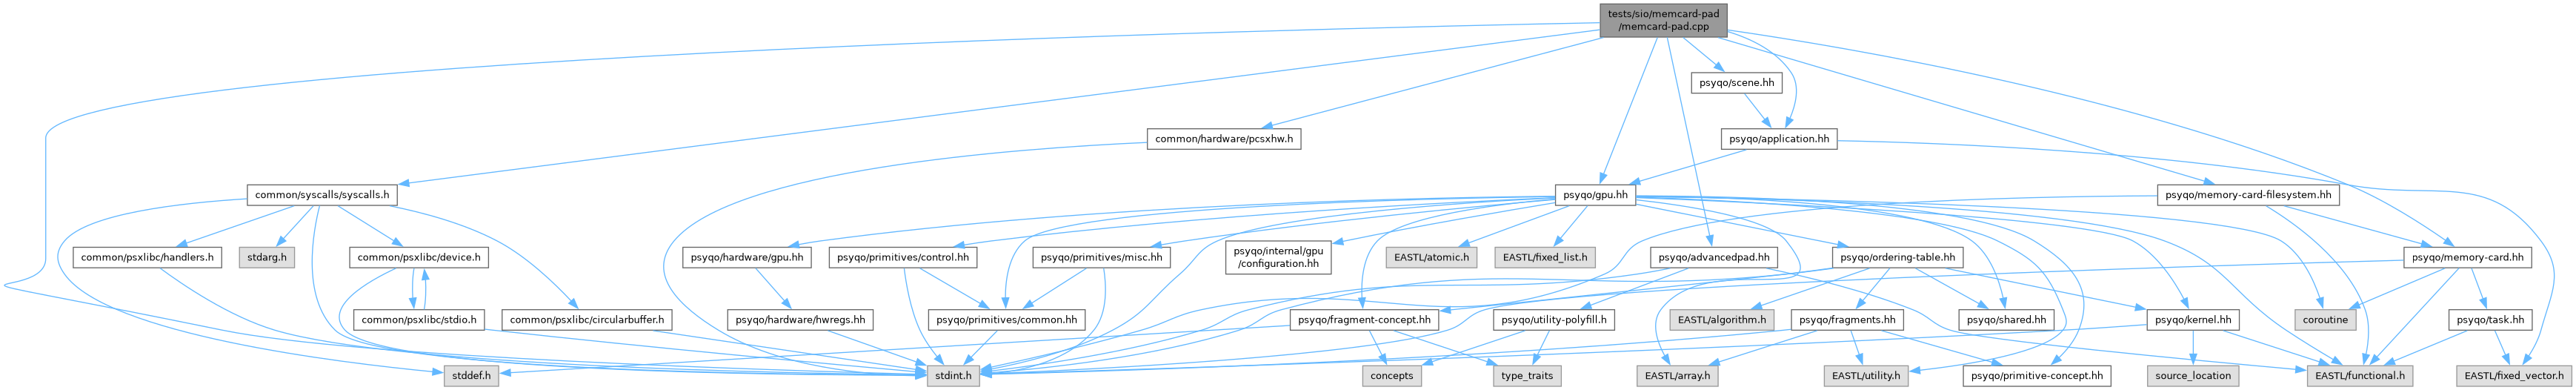 tests/sio/memcard-pad
/memcard-pad.cpp
psyqo/scene.hh
common/hardware/pcsxhw.h
psyqo/application.hh
common/syscalls/syscalls.h
psyqo/gpu.hh
psyqo/memory-card-filesystem.hh
common/psxlibc/handlers.h
stdarg.h
common/psxlibc/device.h
psyqo/hardware/gpu.hh
psyqo/primitives/control.hh
psyqo/primitives/misc.hh
psyqo/internal/gpu
/configuration.hh
EASTL/atomic.h
EASTL/fixed_list.h
psyqo/advancedpad.hh
psyqo/ordering-table.hh
psyqo/memory-card.hh
common/psxlibc/stdio.h
common/psxlibc/circularbuffer.h
psyqo/hardware/hwregs.hh
psyqo/primitives/common.hh
psyqo/fragment-concept.hh
psyqo/utility-polyfill.h
EASTL/algorithm.h
psyqo/fragments.hh
psyqo/shared.hh
psyqo/kernel.hh
coroutine
psyqo/task.hh
stddef.h
stdint.h
concepts
type_traits
EASTL/array.h
EASTL/utility.h
psyqo/primitive-concept.hh
source_location
EASTL/functional.h
EASTL/fixed_vector.h